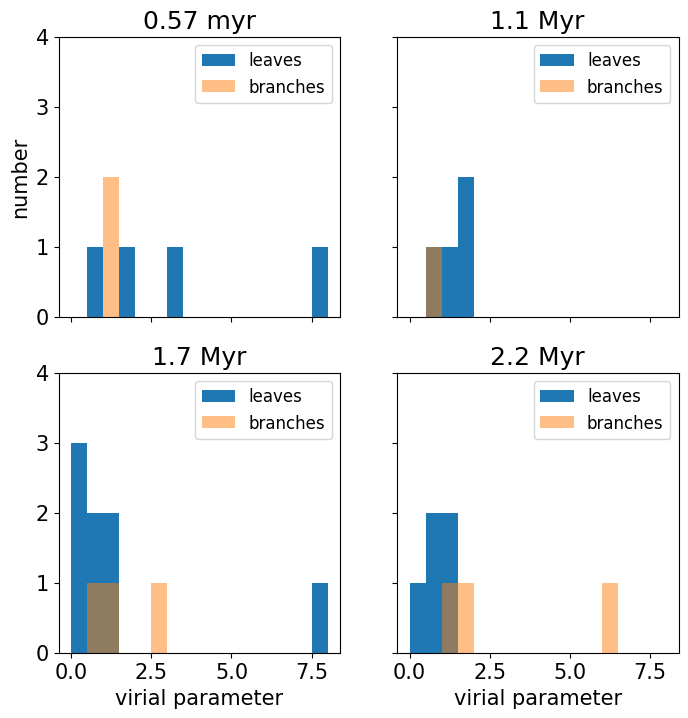 0.57 myr
1.1 Myr
4
3
2
1
0
number
leaves
branches
leaves
branches
1.7 Myr
2.2 Myr
4
3
2
1
0
leaves
branches
leaves
branches
0.0 2.5 5.0 7.5
0.0 2.5 5.0 7.5
virial parameter
virial parameter